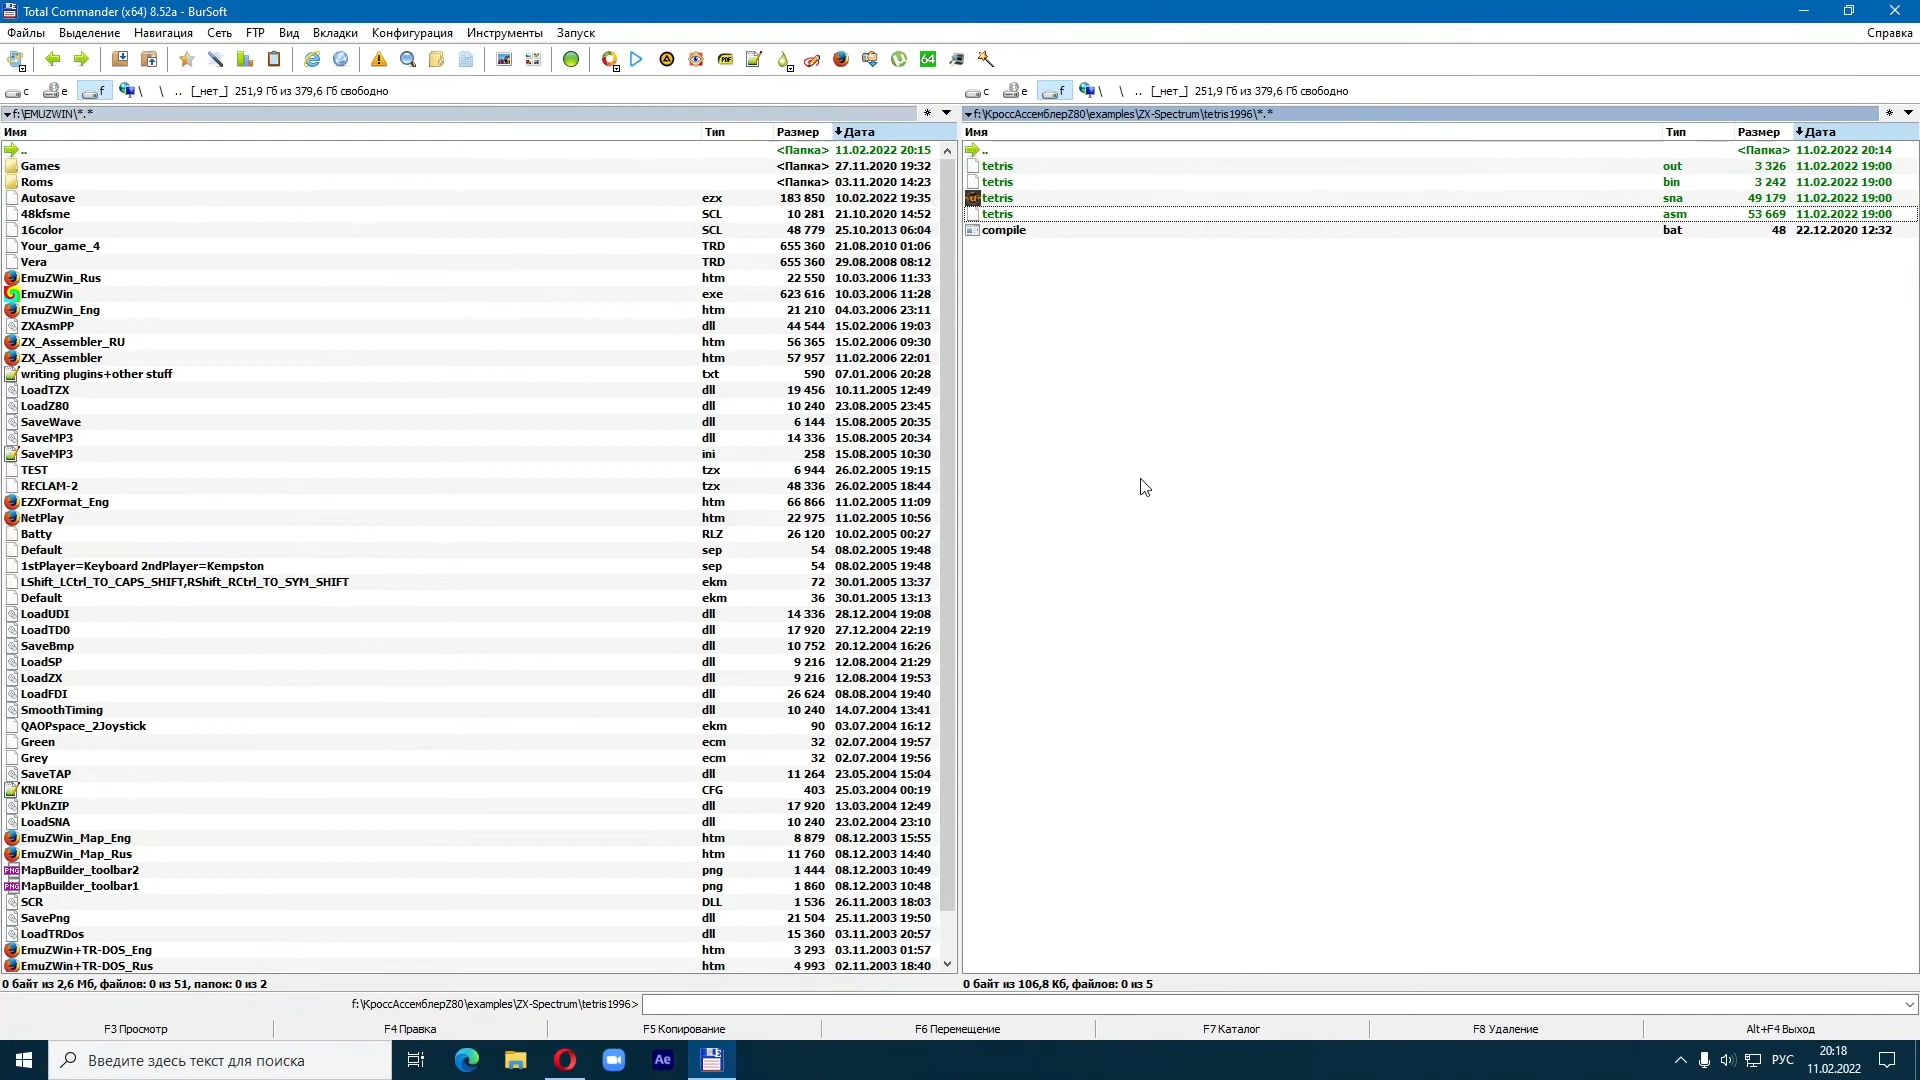 Total Commander (x64) 8.52a - BurSoft
Файлы Выделение Навигация Сеть FTP Вид Вкладки Конфигурация Инструменты Запуск Справка
c e f \ \ .. [_нет_] 251,9 Гб из 379,6 Гб свободно
c e f \ \ .. [_нет_] 251,9 Гб из 379,6 Гб свободно
f:\EMUZWIN\*.*
Имя Тип Размер Дата
.. <Папка> 11.02.2022 20:15
Games <Папка> 27.11.2020 19:32
Roms <Папка> 03.11.2020 14:23
Autosave ezx 183 850 10.02.2022 19:35
48kfsme SCL 10 281 21.10.2020 14:52
16color SCL 48 779 25.10.2013 06:04
Your_game_4 TRD 655 360 21.08.2010 01:06
Vera TRD 655 360 29.08.2008 08:12
EmuZWin_Rus htm 22 550 10.03.2006 11:33
EmuZWin exe 623 616 10.03.2006 11:28
EmuZWin_Eng htm 21 210 04.03.2006 23:11
ZXAsmPP dll 44 544 15.02.2006 19:03
ZX_Assembler_RU htm 56 365 15.02.2006 09:30
ZX_Assembler htm 57 957 11.02.2006 22:01
writing plugins+other stuff txt 590 07.01.2006 20:28
LoadTZX dll 19 456 10.11.2005 12:49
LoadZ80 dll 10 240 23.08.2005 23:45
SaveWave dll 6 144 15.08.2005 20:35
SaveMP3 dll 14 336 15.08.2005 20:34
SaveMP3 ini 258 15.08.2005 10:30
TEST tzx 6 944 26.02.2005 19:15
RECLAM-2 tzx 48 336 26.02.2005 18:44
EZXFormat_Eng htm 66 866 11.02.2005 11:09
NetPlay htm 22 975 11.02.2005 10:56
Batty RLZ 26 120 10.02.2005 00:27
Default sep 54 08.02.2005 19:48
1stPlayer=Keyboard 2ndPlayer=Kempston sep 54 08.02.2005 19:48
LShift_LCtrl_TO_CAPS_SHIFT,RShift_RCtrl_TO_SYM_SHIFT ekm 72 30.01.2005 13:37
Default ekm 36 30.01.2005 13:13
LoadUDI dll 14 336 28.12.2004 19:08
LoadTD0 dll 17 920 27.12.2004 22:19
SaveBmp dll 10 752 20.12.2004 16:26
LoadSP dll 9 216 12.08.2004 21:29
LoadZX dll 9 216 12.08.2004 19:53
LoadFDI dll 26 624 08.08.2004 19:40
SmoothTiming dll 10 240 14.07.2004 13:41
QAOPspace_2Joystick ekm 90 03.07.2004 16:12
Green ecm 32 02.07.2004 19:57
Grey ecm 32 02.07.2004 19:56
SaveTAP dll 11 264 23.05.2004 15:04
KNLORE CFG 403 25.03.2004 00:19
PkUnZIP dll 17 920 13.03.2004 12:49
LoadSNA dll 10 240 23.02.2004 23:10
EmuZWin_Map_Eng htm 8 879 08.12.2003 15:55
EmuZWin_Map_Rus htm 11 760 08.12.2003 14:40
MapBuilder_toolbar2 png 1 444 08.12.2003 10:49
MapBuilder_toolbar1 png 1 860 08.12.2003 10:48
SCR DLL 1 536 26.11.2003 18:03
SavePng dll 21 504 25.11.2003 19:50
LoadTRDos dll 15 360 03.11.2003 20:57
EmuZWin+TR-DOS_Eng htm 3 293 03.11.2003 01:57
EmuZWin+TR-DOS_Rus htm 4 993 02.11.2003 18:40
0 байт из 2,6 Мб, файлов: 0 из 51, папок: 0 из 2
f:\КроссАссемблерZ80\examples\ZX-Spectrum\tetris1996\*.*
Имя Тип Размер Дата
.. <Папка> 11.02.2022 20:14
tetris out 3 326 11.02.2022 19:00
tetris bin 3 242 11.02.2022 19:00
tetris sna 49 179 11.02.2022 19:00
tetris asm 53 669 11.02.2022 19:00
compile bat 48 22.12.2020 12:32
0 байт из 106,8 Кб, файлов: 0 из 5
f:\КроссАссемблерZ80\examples\ZX-Spectrum\tetris1996>
F3 Просмотр F4 Правка F5 Копирование F6 Перемещение F7 Каталог F8 Удаление Alt+F4 Выход
Введите здесь текст для поиска
Ae
РУС
20:18
11.02.2022